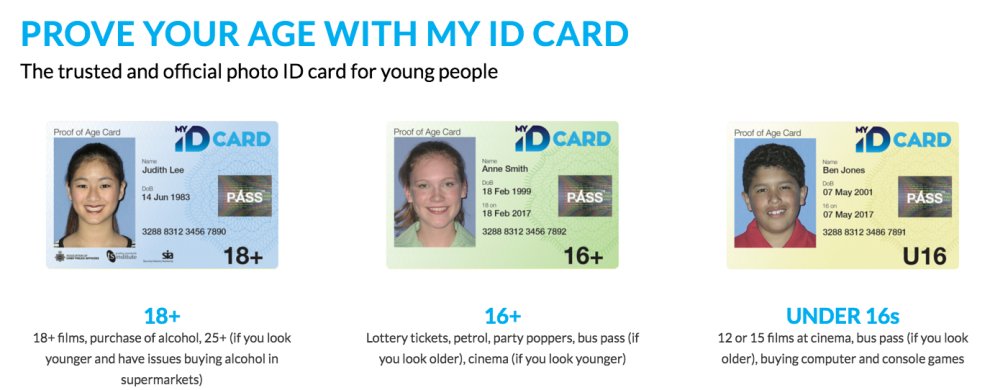 PROVE YOUR AGE WITH MY ID CARD
The trusted and official photo ID card for young people
Proof of Age Card
MY ID CARD
Name
Judith Lee
DoB
14 Jun 1983
PASS
3288 8312 3456 7890
sia
18+
Proof of Age Card
MY ID CARD
Name
Anne Smith
DoB
18 Feb 1999
18 on
18 Feb 2017
PASS
3288 8312 3456 7892
16+
Proof of Age Card
MY ID CARD
Name
Ben Jones
DoB
07 May 2001
16 on
07 May 2017
PASS
3288 8312 3486 7891
U16
18+
18+ films, purchase of alcohol, 25+ (if you look
younger and have issues buying alcohol in
supermarkets)
16+
Lottery tickets, petrol, party poppers, bus pass (if
you look older), cinema (if you look younger)
UNDER 16s
12 or 15 films at cinema, bus pass (if you look
older), buying computer and console games